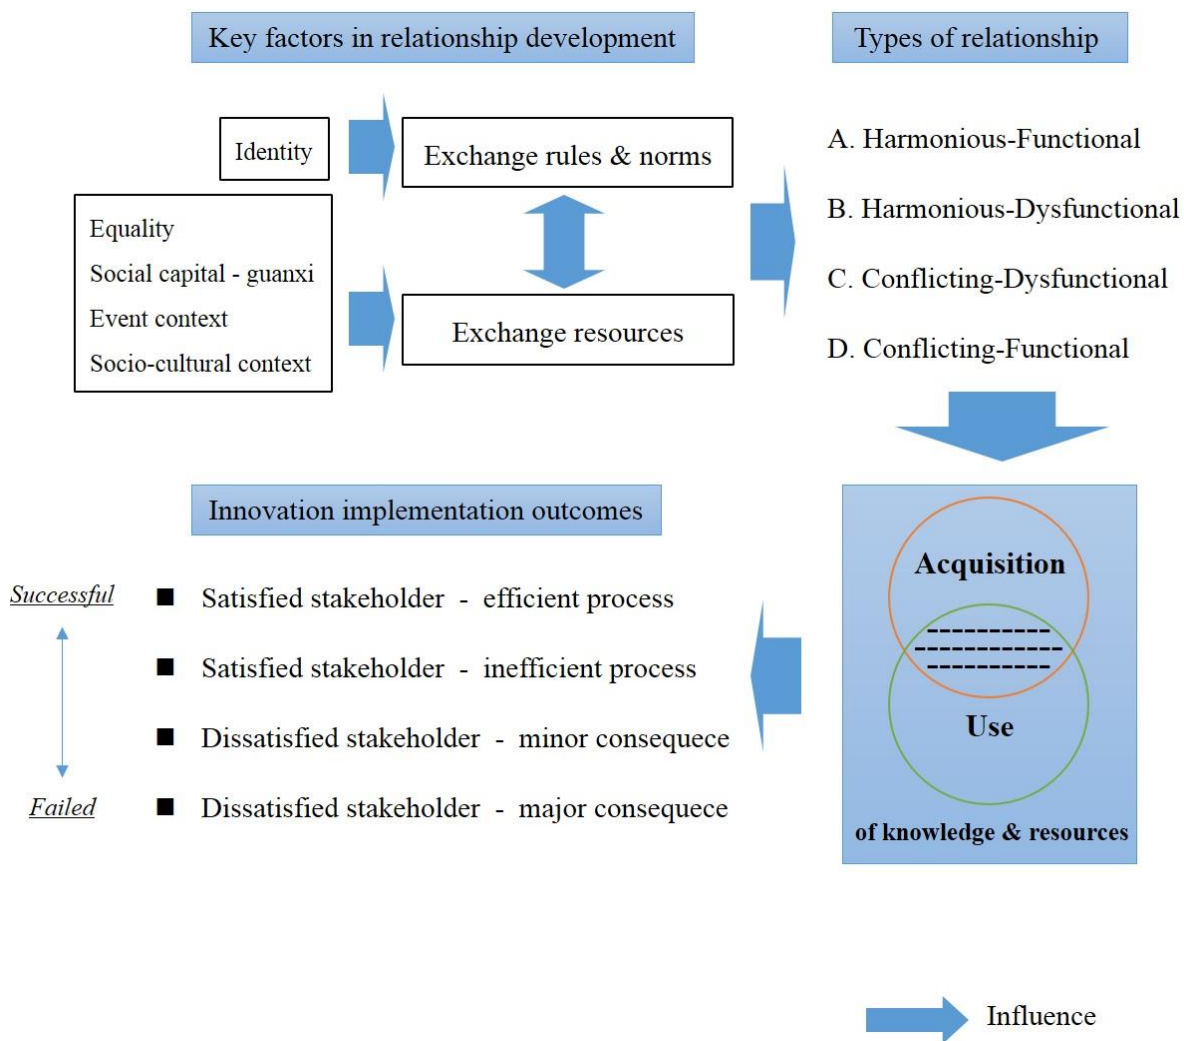 Key factors in relationship development
Types of relationship
Identity
Exchange rules & norms
Equality
Social capital - guanxi
Event context
Socio-cultural context
Exchange resources
A. Harmonious-Functional
B. Harmonious-Dysfunctional
C. Conflicting-Dysfunctional
D. Conflicting-Functional
Innovation implementation outcomes
Successful
Failed
■ Satisfied stakeholder - efficient process
■ Satisfied stakeholder - inefficient process
■ Dissatisfied stakeholder - minor consequece
■ Dissatisfied stakeholder - major consequece
Acquisition
Use
of knowledge & resources
Influence